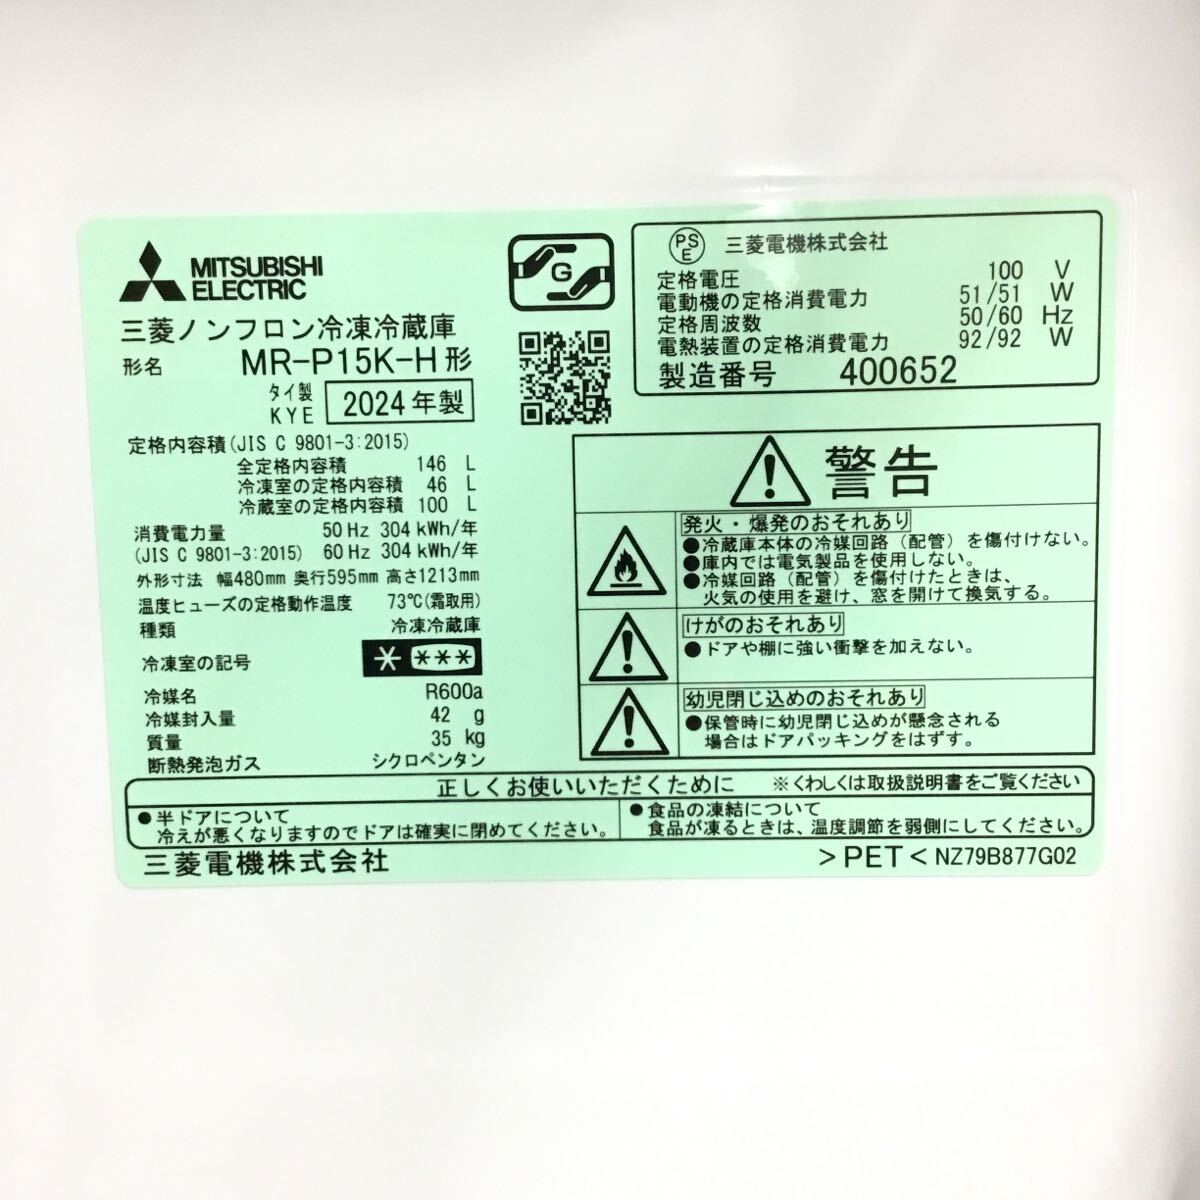 MITSUBISHI
ELECTRIC
G
三菱ノンフロン冷凍冷蔵庫
形名 MR-P15K-H形
タイ製
KYE 2024年製
定格内容積(JIS C 9801-3:2015)
全定格内容積 146 L
冷凍室の定格内容積 46 L
冷蔵室の定格内容積 100 L
消費電力量 50 Hz 304 kWh/年
(JIS C 9801-3:2015) 60 Hz 304 kWh/年
外形寸法 幅480mm 奥行595mm 高さ1213mm
温度ヒューズの定格動作温度 73℃(霜取用)
種類 冷凍冷蔵庫
冷凍室の記号 * ***
冷媒名 R600a
冷媒封入量 42 g
質量 35 kg
断熱発泡ガス シクロペンタン
PSE 三菱電機株式会社
定格電圧 100 V
電動機の定格消費電力 51/51 W
定格周波数 50/60 Hz
電熱装置の定格消費電力 92/92 W
製造番号 400652
警告
発火・爆発のおそれあり
●冷蔵庫本体の冷媒回路(配管)を傷付けない。
●庫内では電気製品を使用しない。
●冷媒回路(配管)を傷付けたときは、
火気の使用を避け、窓を開けて換気する。
けがのおそれあり
●ドアや棚に強い衝撃を加えない。
幼児閉じ込めのおそれあり
●保管時に幼児閉じ込めが懸念される
場合はドアパッキングをはずす。
正しくお使いいただくために ※くわしくは取扱説明書をご覧ください
●半ドアについて
冷えが悪くなりますのでドアは確実に閉めてください。
●食品の凍結について
食品が凍るときは、温度調節を弱側にしてください。
三菱電機株式会社 >PET< NZ79B877G02